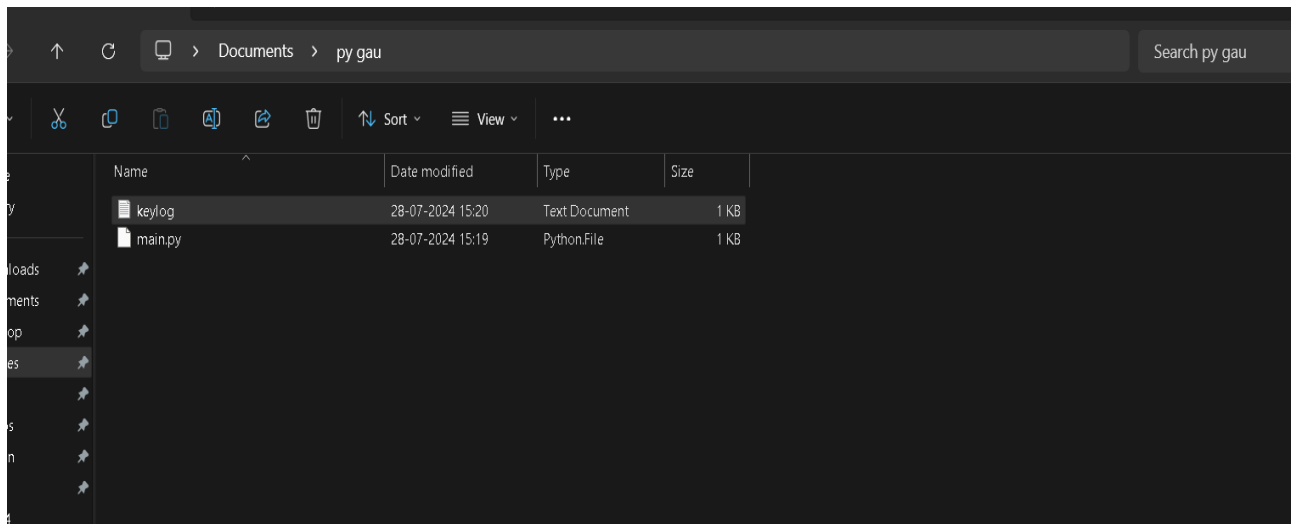 Documents > py gau
Search py gau
Sort
View
Name Date modified Type Size
keylog 28-07-2024 15:20 Text Document 1 KB
main.py 28-07-2024 15:19 Python.File 1 KB
loads
ments
op
es
n